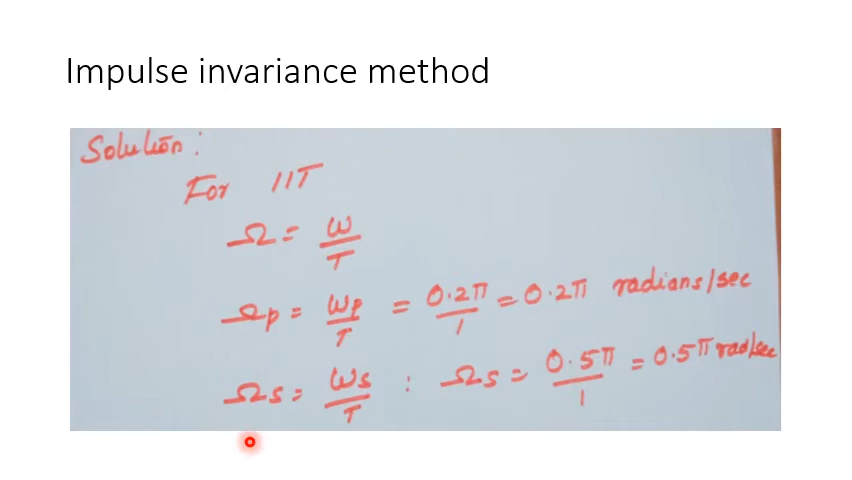 Impulse invariance method
Solution:
For IIT
Ω = ω/T
Ωp = ωp/T = 0.2π/1 = 0.2π radians/sec
Ωs = ωs/T : Ωs = 0.5π/1 = 0.5π rad/sec